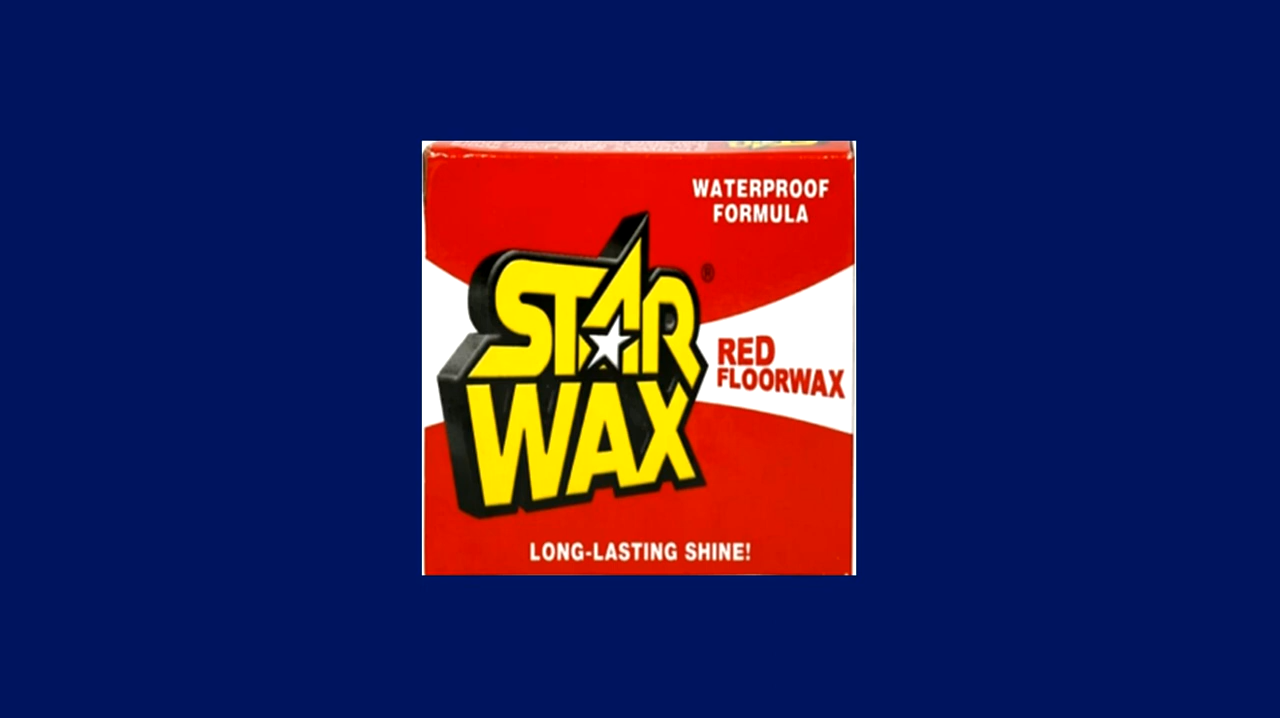 WATERPROOF
FORMULA
STAR
WAX
®
RED
FLOORWAX
LONG-LASTING SHINE!